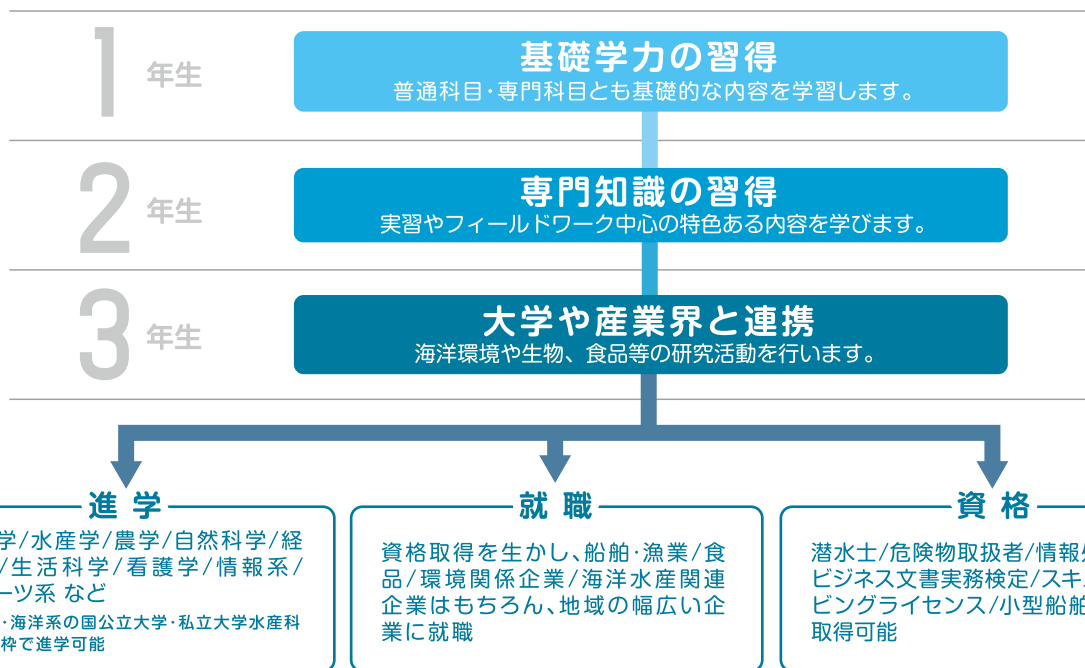 1年生
基礎学力の習得
普通科目・専門科目とも基礎的な内容を学習します。
2年生
専門知識の習得
実習やフィールドワーク中心の特色ある内容を学びます。
3年生
大学や産業界と連携
海洋環境や生物、食品等の研究活動を行います。
進学
学/水産学/農学/自然科学/経
/生活科学/看護学/情報系/
ーツ系 など
・海洋系の国公立大学・私立大学水産科
枠で進学可能
就職
資格取得を生かし、船舶・漁業/食
品/環境関係企業/海洋水産関連
企業はもちろん、地域の幅広い企
業に就職
資格
潜水士/危険物取扱者/情報
ビジネス文書実務検定/スキ
ビングライセンス/小型船舶
取得可能